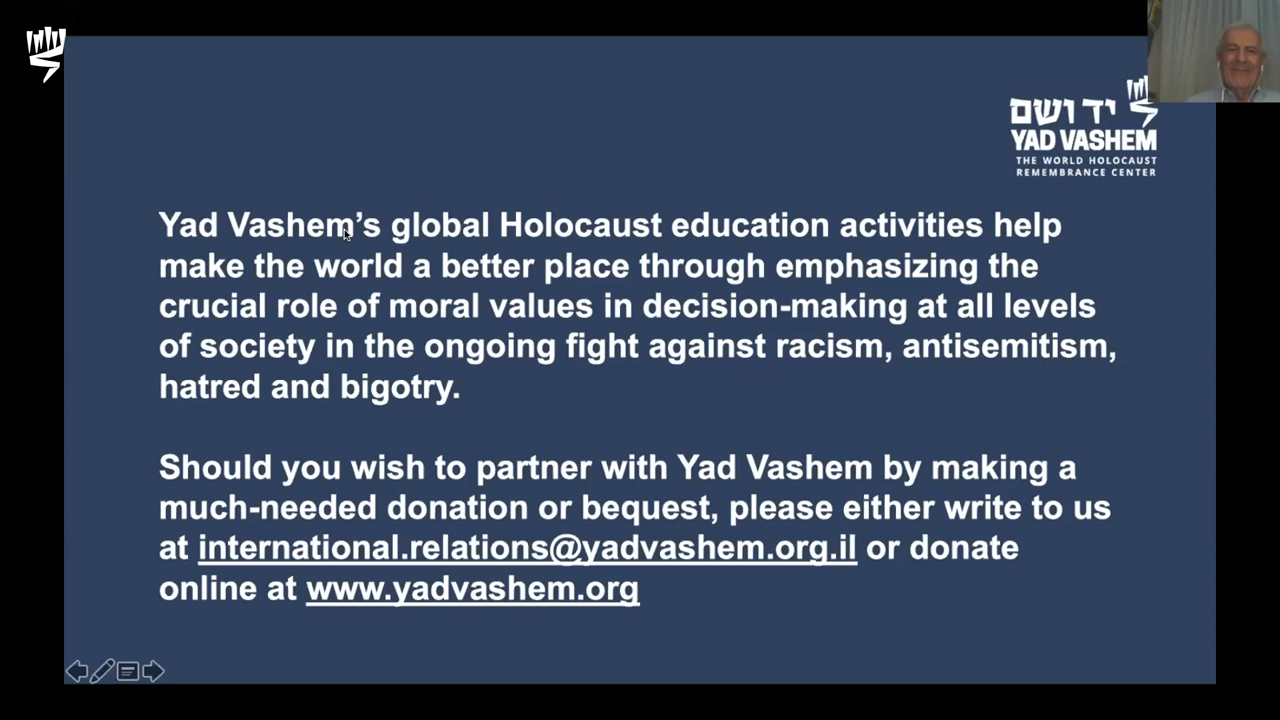 יד ושם
YAD VASHEM
THE WORLD HOLOCAUST
REMEMBRANCE CENTER
Yad Vashem’s global Holocaust education activities help
make the world a better place through emphasizing the
crucial role of moral values in decision-making at all levels
of society in the ongoing fight against racism, antisemitism,
hatred and bigotry.
Should you wish to partner with Yad Vashem by making a
much-needed donation or bequest, please either write to us
at international.relations@yadvashem.org.il or donate
online at www.yadvashem.org